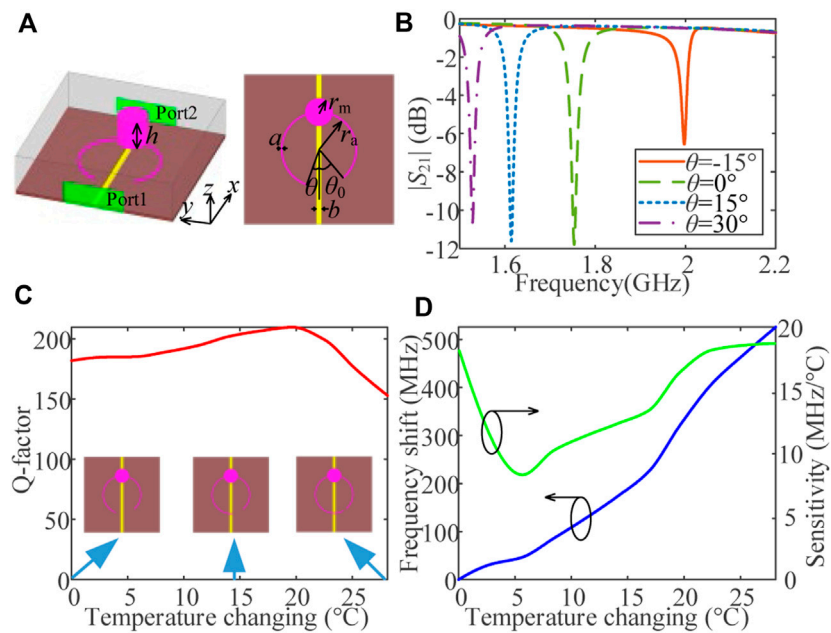 A
Port2
h
Port1
z
x
y
r_m
r_a
a
θ
θ₀
b
B
0
-2
-4
-6
-8
-10
-12
|S₂₁| (dB)
θ=-15°
θ=0°
θ=15°
θ=30°
1.6
1.8
2
2.2
Frequency(GHz)
C
200
150
100
50
0
Q-factor
0
5
10
15
20
25
Temperature changing (°C)
D
500
400
300
200
100
0
Frequency shift (MHz)
20
15
10
5
0
Sensitivity (MHz/°C)
0
5
10
15
20
25
Temperature changing (°C)